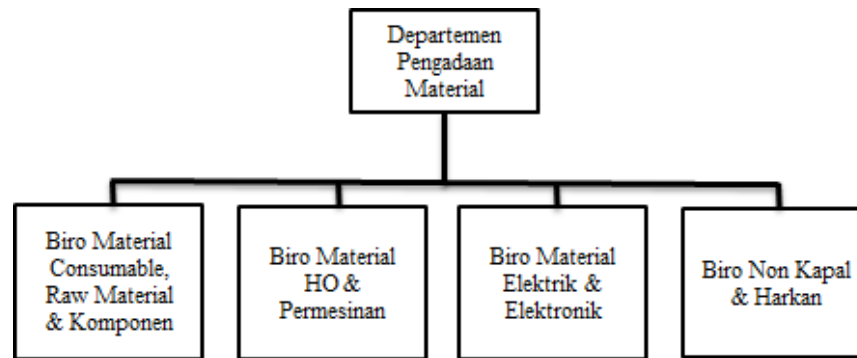 Departemen
Pengadaan
Material
Biro Material
Consumable,
Raw Material
& Komponen
Biro Material
HO &
Permesinan
Biro Material
Elektrik &
Elektronik
Biro Non Kapal
& Harkan